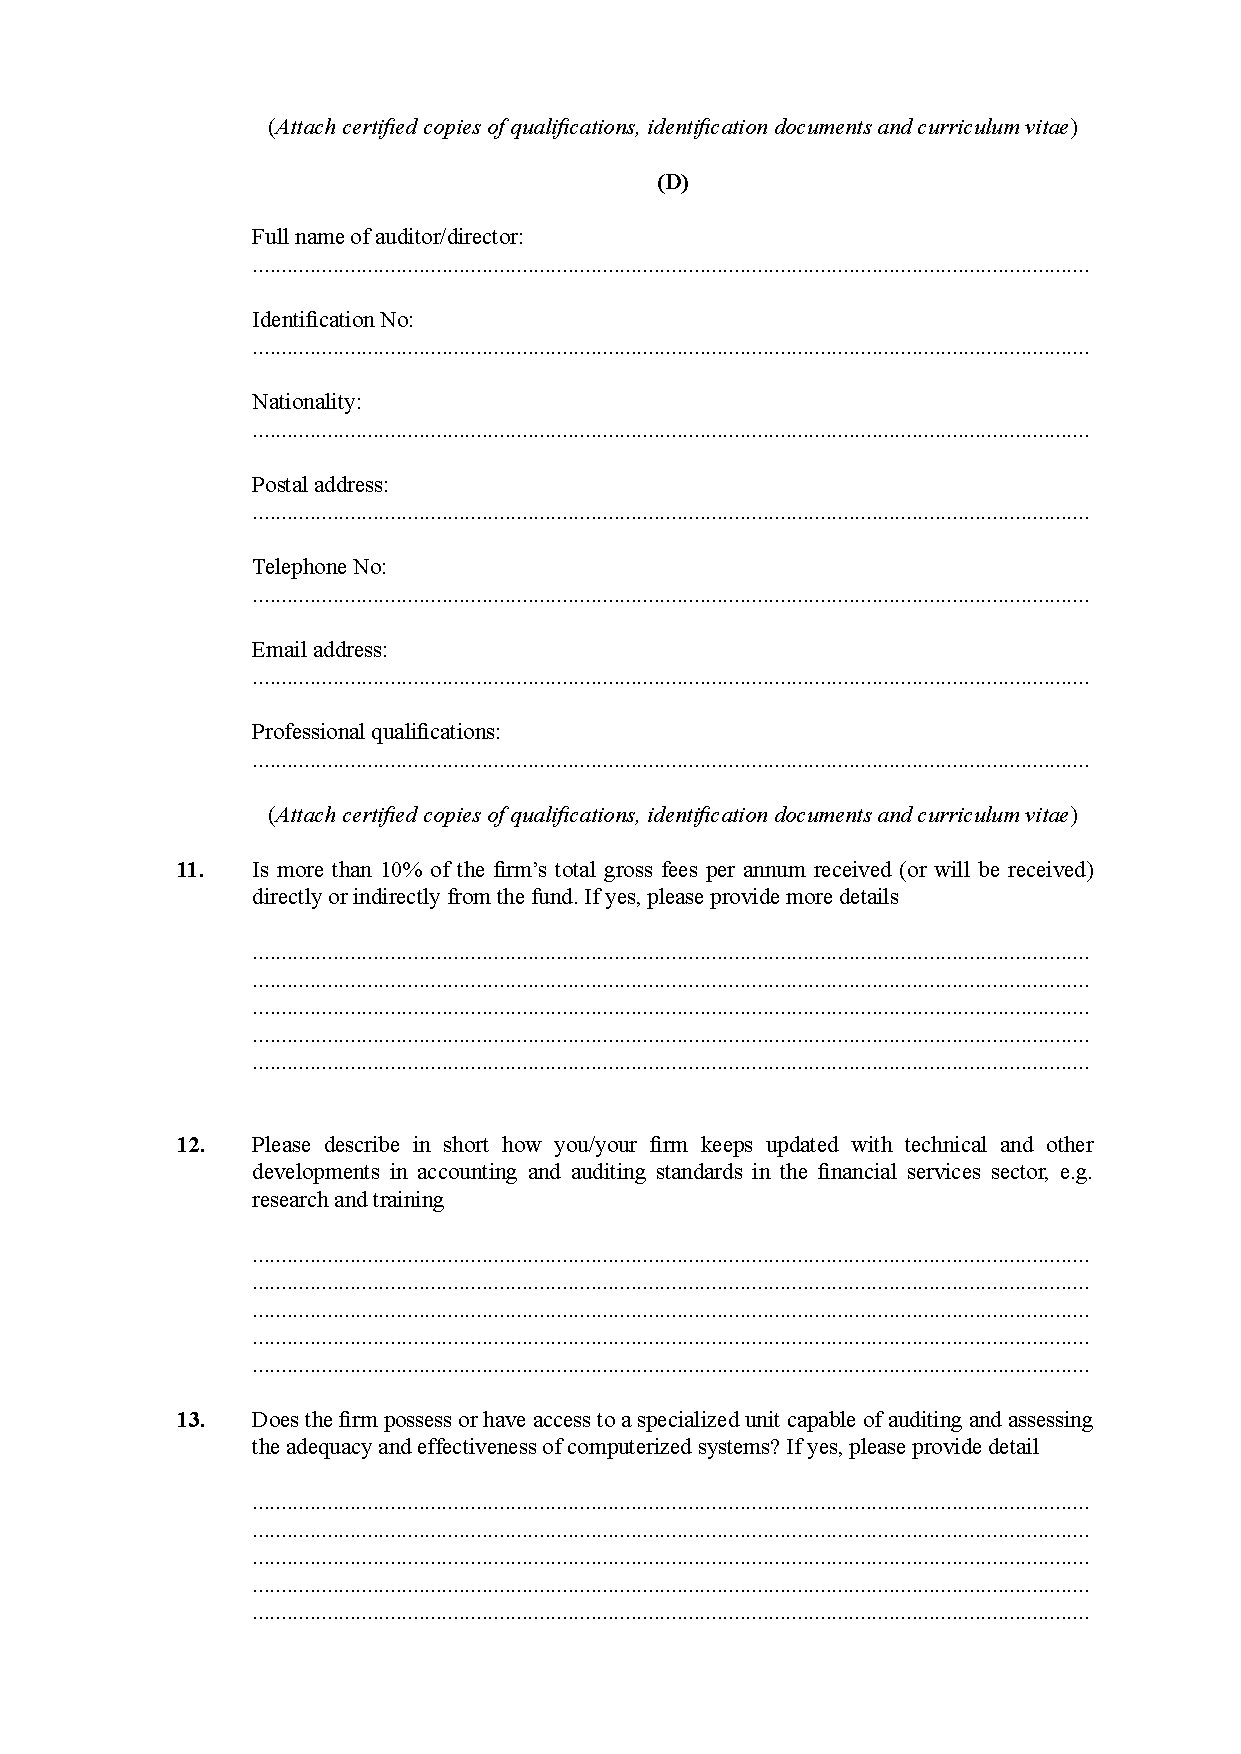 (Attach certified copies of qualifications, identification documents and curriculum vitae)
(D)
Full name of auditor/director:
................................................................................................................................................
Identification No:
................................................................................................................................................
Nationality:
................................................................................................................................................
Postal address:
................................................................................................................................................
Telephone No:
................................................................................................................................................
Email address:
................................................................................................................................................
Professional qualifications:
................................................................................................................................................
(Attach certified copies of qualifications, identification documents and curriculum vitae)
11. Is more than 10% of the firm’s total gross fees per annum received (or will be received)
directly or indirectly from the fund. If yes, please provide more details
................................................................................................................................................
................................................................................................................................................
................................................................................................................................................
................................................................................................................................................
................................................................................................................................................
12. Please describe in short how you/your firm keeps updated with technical and other
developments in accounting and auditing standards in the financial services sector, e.g.
research and training
................................................................................................................................................
................................................................................................................................................
................................................................................................................................................
................................................................................................................................................
................................................................................................................................................
13. Does the firm possess or have access to a specialized unit capable of auditing and assessing
the adequacy and effectiveness of computerized systems? If yes, please provide detail
................................................................................................................................................
................................................................................................................................................
................................................................................................................................................
................................................................................................................................................
................................................................................................................................................